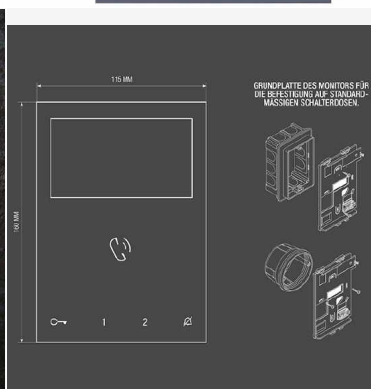 115 MM
GRUNDPLATTE DES MONITORS FÜR
DIE BEFESTIGUNG AUF STANDARD-
MÄSSIGEN SCHALTERDOSEN.
160 MM
1 2